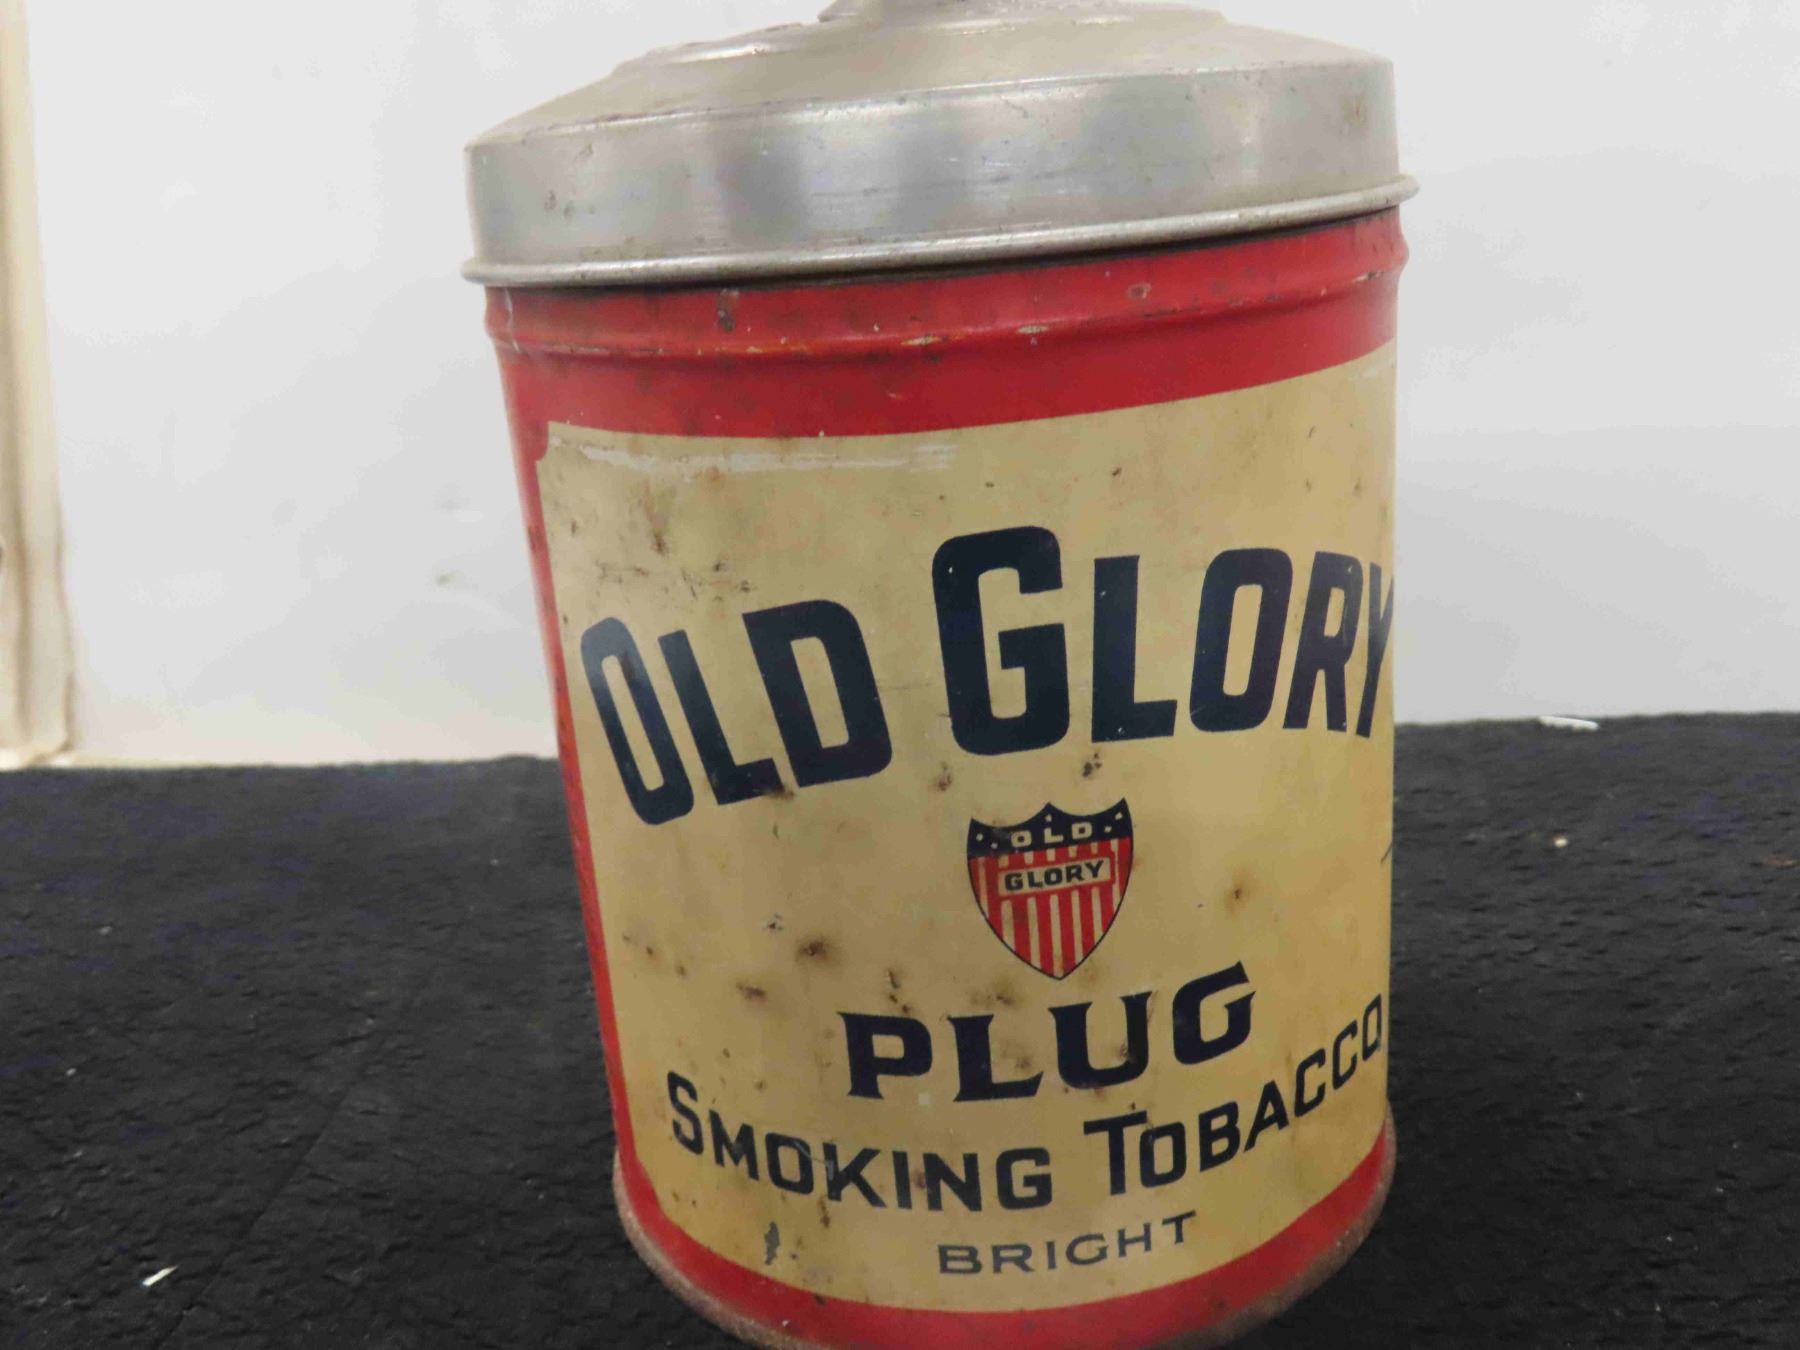 OLD GLORY
OLD
GLORY
PLUG
SMOKING TOBACCO
BRIGHT